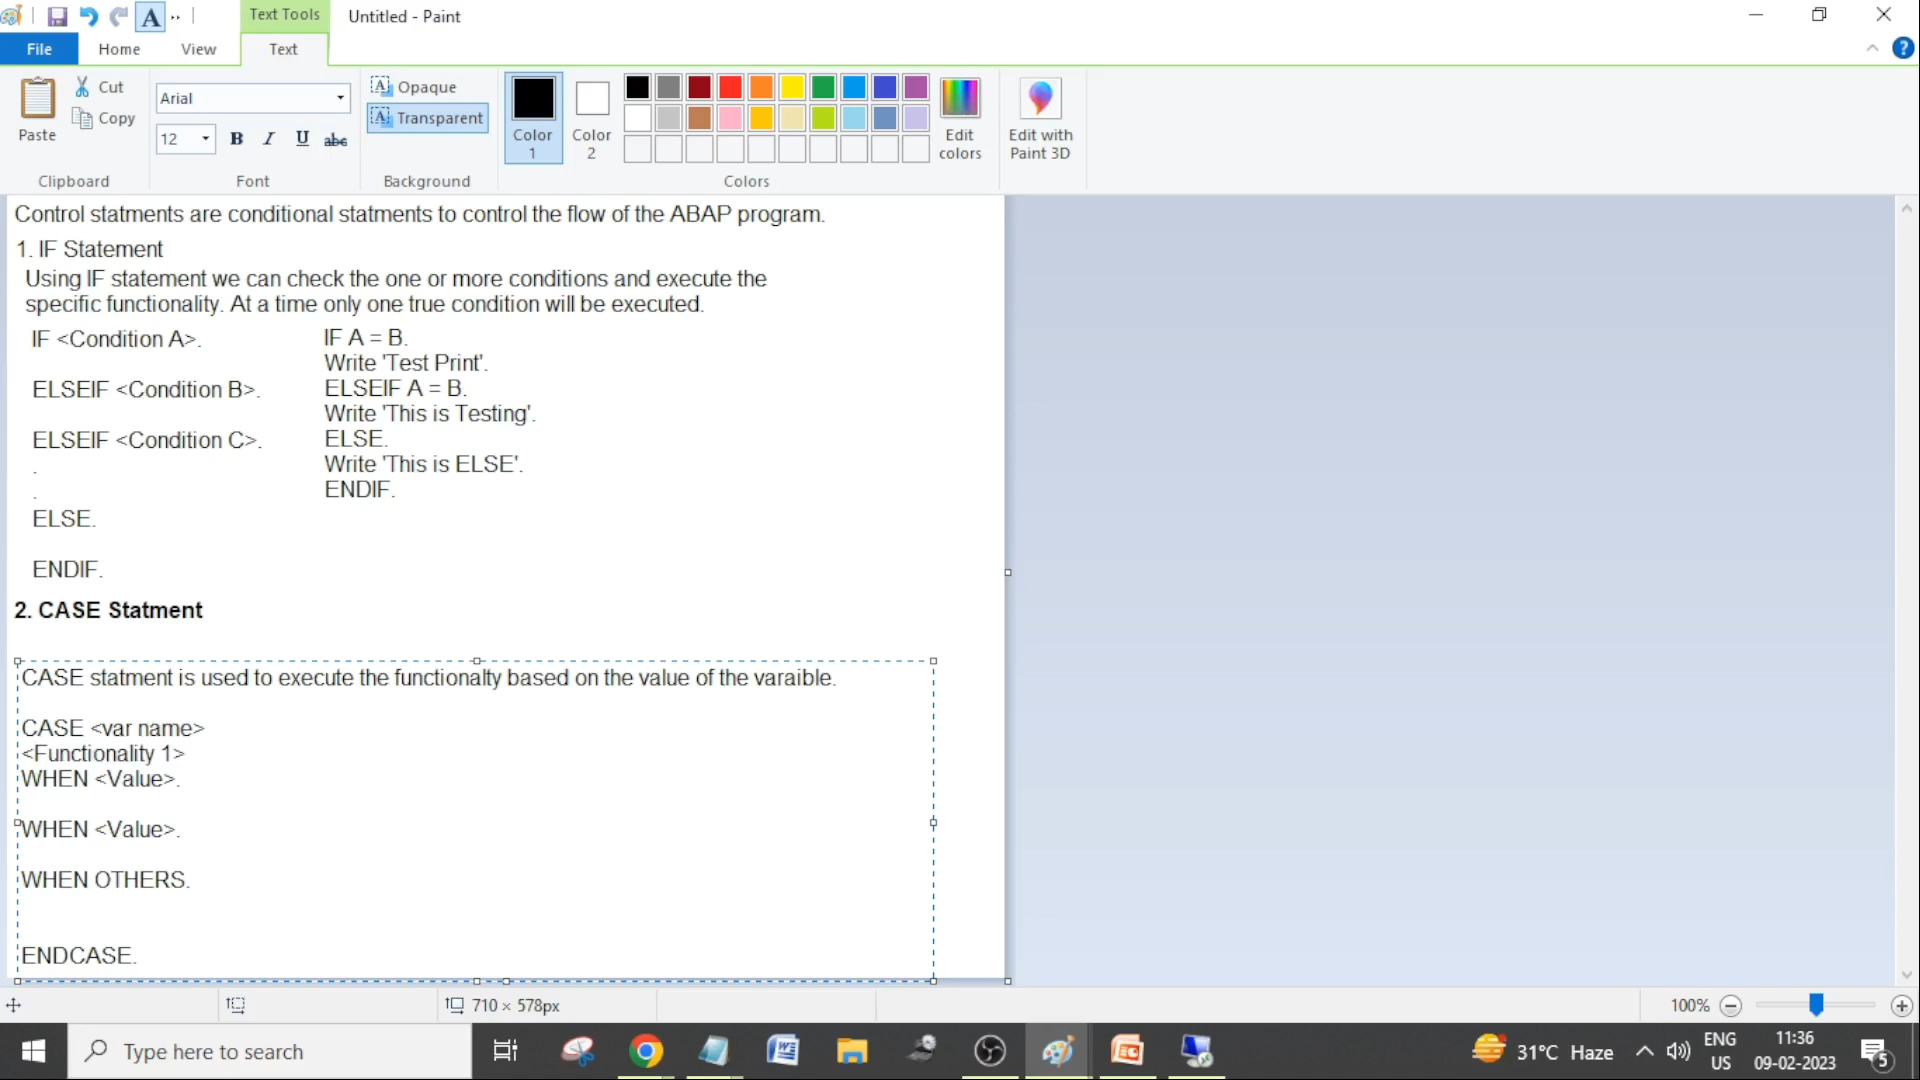 Text Tools
Untitled - Paint
File
Home
View
Text
Paste
Cut
Copy
Clipboard
Arial
12
B I U abc
Font
Opaque
Transparent
Background
Color 1
Color 2
Colors
Edit colors
Edit with Paint 3D
Control statments are conditional statments to control the flow of the ABAP program.
1. IF Statement
Using IF statement we can check the one or more conditions and execute the
specific functionality. At a time only one true condition will be executed.
IF <Condition A>.
ELSEIF <Condition B>.
ELSEIF <Condition C>.
.
.
ELSE.
ENDIF.
IF A = B.
Write 'Test Print'.
ELSEIF A = B.
Write 'This is Testing'.
ELSE.
Write 'This is ELSE'.
ENDIF.
2. CASE Statment
CASE statment is used to execute the functionalty based on the value of the varaible.
CASE <var name>
<Functionality 1>
WHEN <Value>.
WHEN <Value>.
WHEN OTHERS.
ENDCASE.
710 × 578px
100%
Type here to search
31°C Haze
ENG
US
11:36
09-02-2023
5